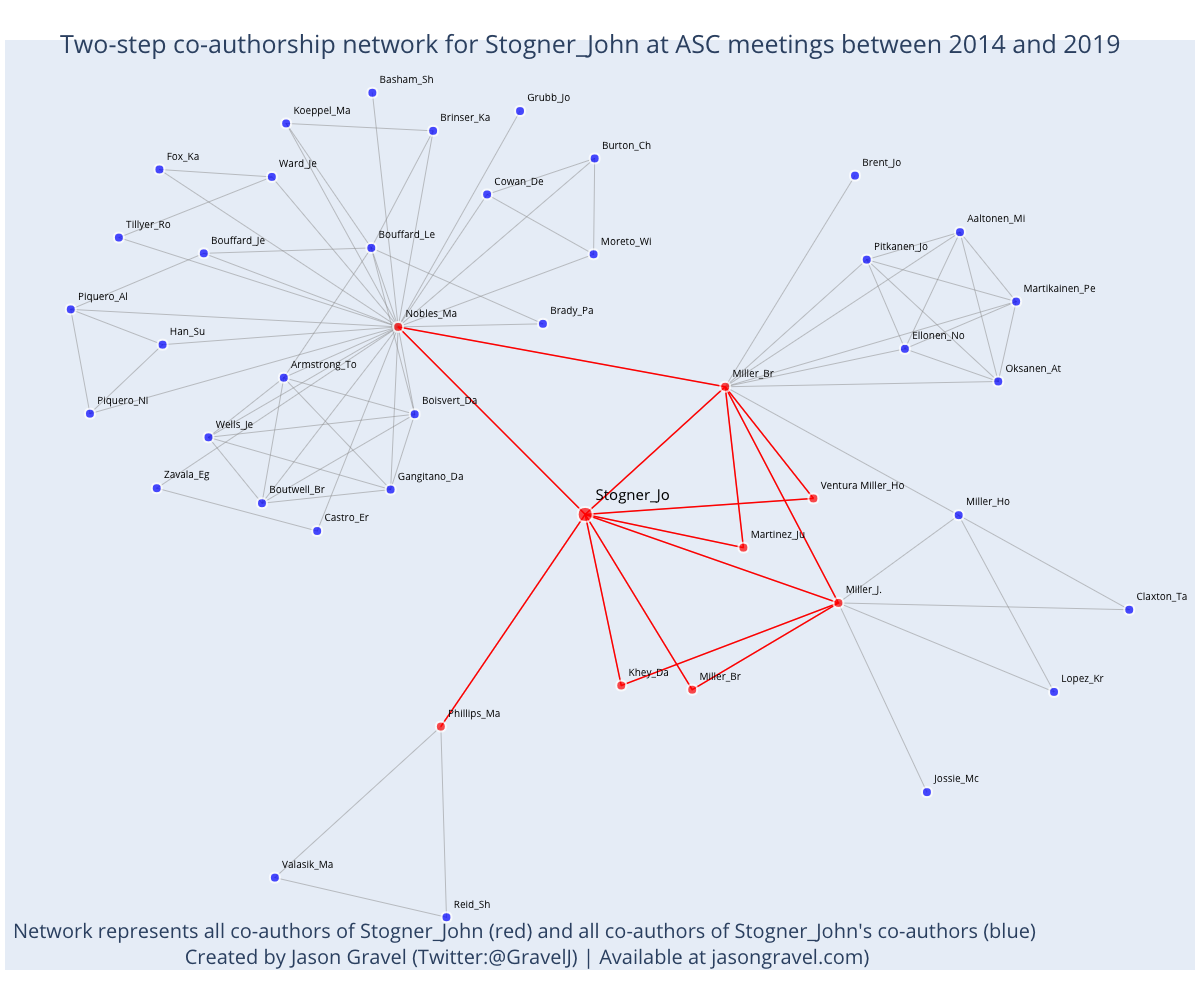 Two-step co-authorship network for Stogner_John at ASC meetings between 2014 and 2019
Basham_Sh
Grubb_Jo
Koeppel_Ma
Brinser_Ka
Burton_Ch
Fox_Ka
Ward_Je
Brent_Jo
Cowan_De
Aaltonen_Mi
Tillyer_Ro
Bouffard_Le
Bouffard_Je
Moreto_Wi
Pitkanen_Jo
Martikainen_Pe
Piquero_Al
Nobles_Ma
Brady_Pa
Han_Su
Ellonen_No
Armstrong_To
Miller_Br
Oksanen_At
Piquero_Ni
Boisvert_Da
Wells_Je
Zavala_Eg
Gangitano_Da
Boutwell_Br
Ventura Miller_Ho
Stogner_Jo
Miller_Ho
Castro_Er
Martinez_Ju
Miller_J.
Claxton_Ta
Khey_Da
Miller_Br
Lopez_Kr
Phillips_Ma
Jossie_Mc
Valasik_Ma
Reid_Sh
Network represents all co-authors of Stogner_John (red) and all co-authors of Stogner_John's co-authors (blue)
Created by Jason Gravel (Twitter:@GravelJ) | Available at jasongravel.com)